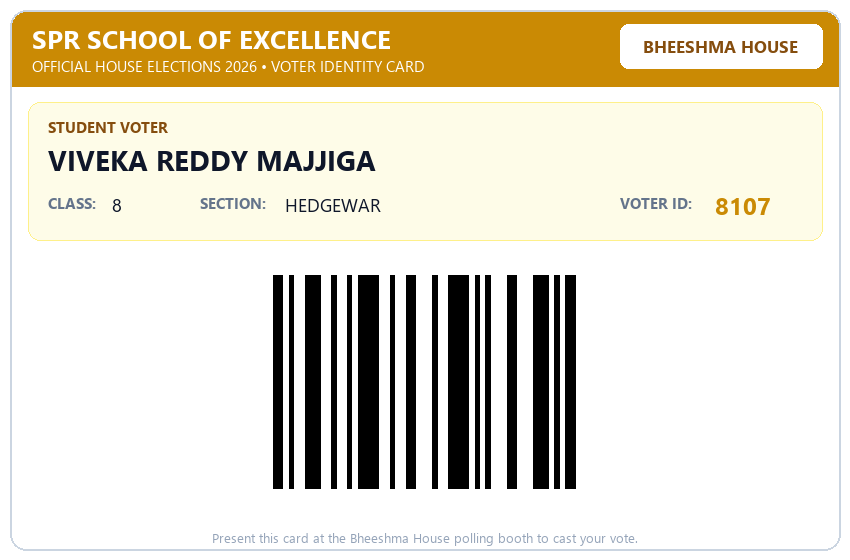 SPR SCHOOL OF EXCELLENCE
OFFICIAL HOUSE ELECTIONS 2026 • VOTER IDENTITY CARD
BHEESHMA HOUSE
STUDENT VOTER
VIVEKA REDDY MAJJIGA
CLASS: 8 SECTION: HEDGEWAR VOTER ID: 8107
Present this card at the Bheeshma House polling booth to cast your vote.